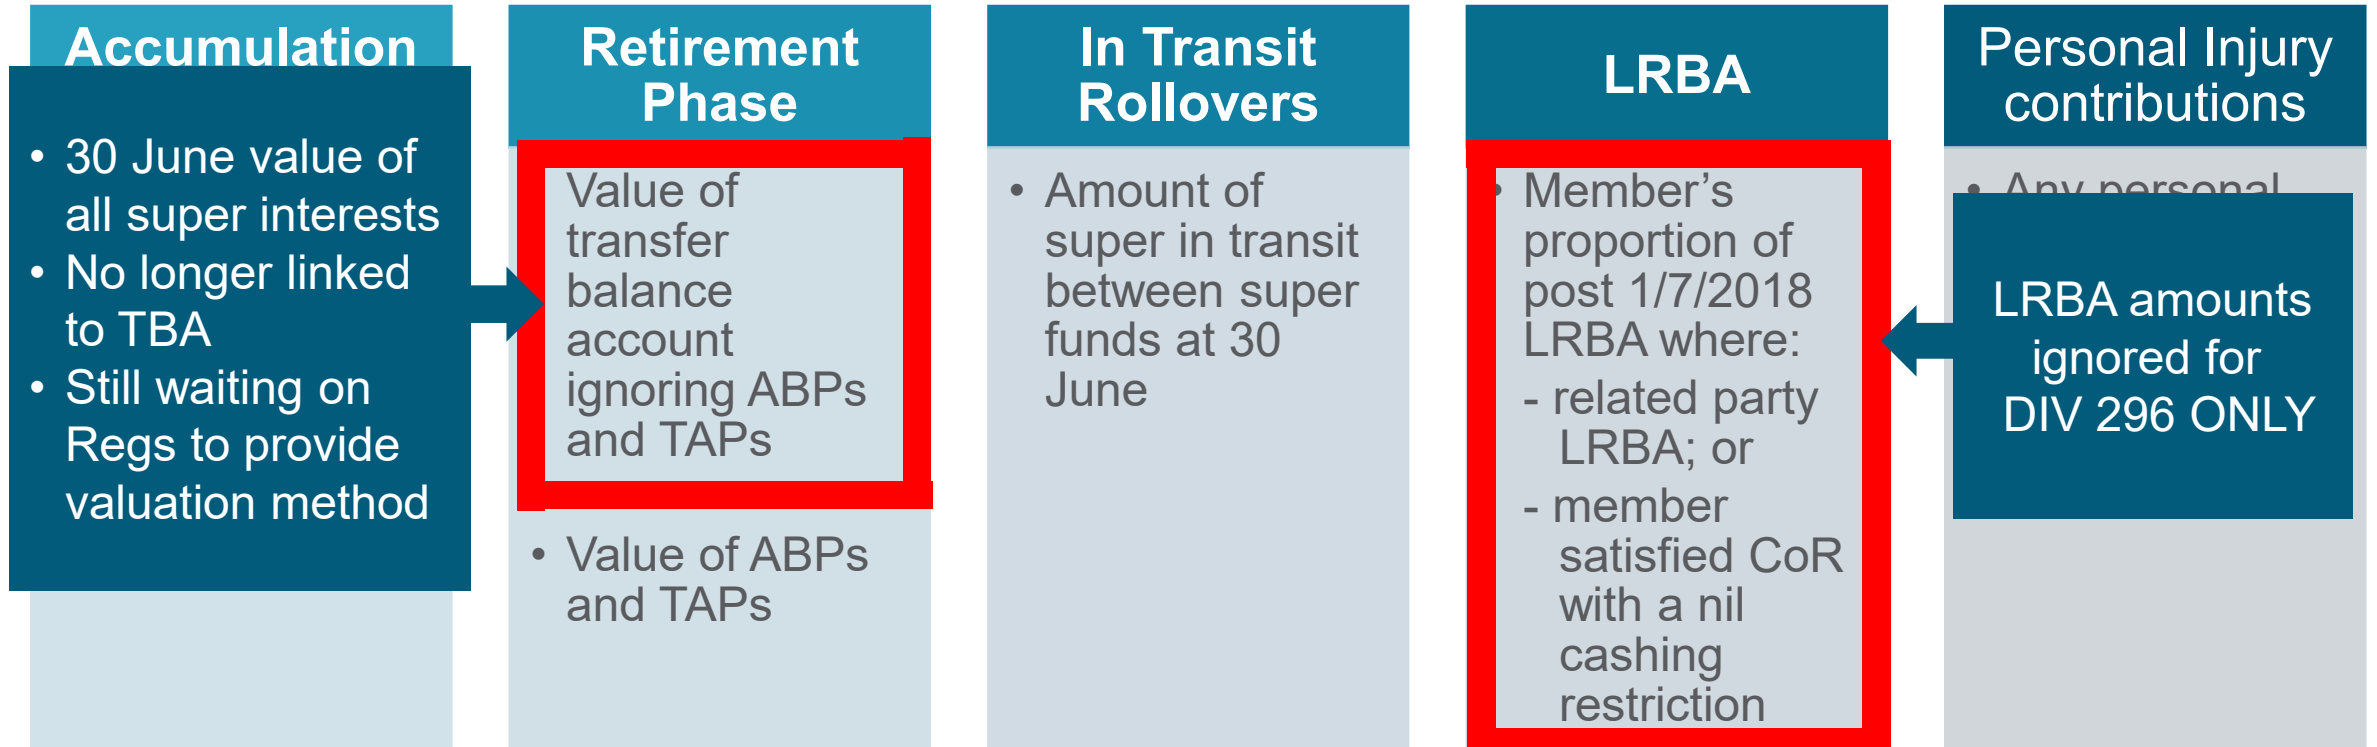 Accumulation
• 30 June value of
all super interests
• No longer linked
to TBA
• Still waiting on
Regs to provide
valuation method
Retirement
Phase
Value of
transfer
balance
account
ignoring ABPs
and TAPs
• Value of ABPs
and TAPs
In Transit
Rollovers
• Amount of
super in transit
between super
funds at 30
June
LRBA
• Member’s
proportion of
post 1/7/2018
LRBA where:
- related party
LRBA; or
- member
satisfied CoR
with a nil
cashing
restriction
Personal Injury
contributions
• Any personal
LRBA amounts
ignored for
DIV 296 ONLY